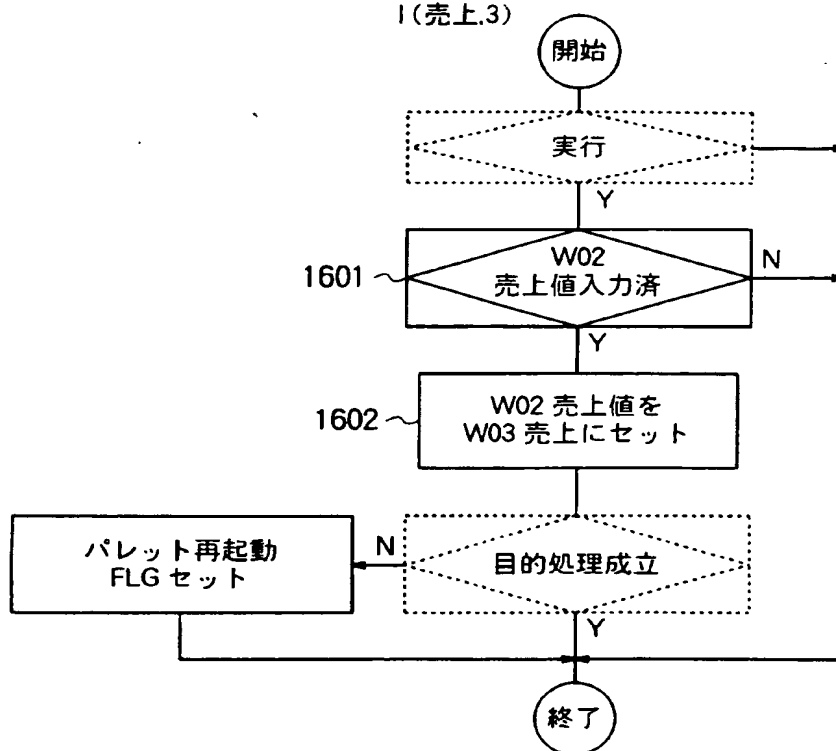 I(売上.3)
開始
実行
Y
1601
W02
売上値入力済
N
Y
1602
W02 売上値を
W03 売上にセット
パレット再起動
FLG セット
N
目的処理成立
Y
終了